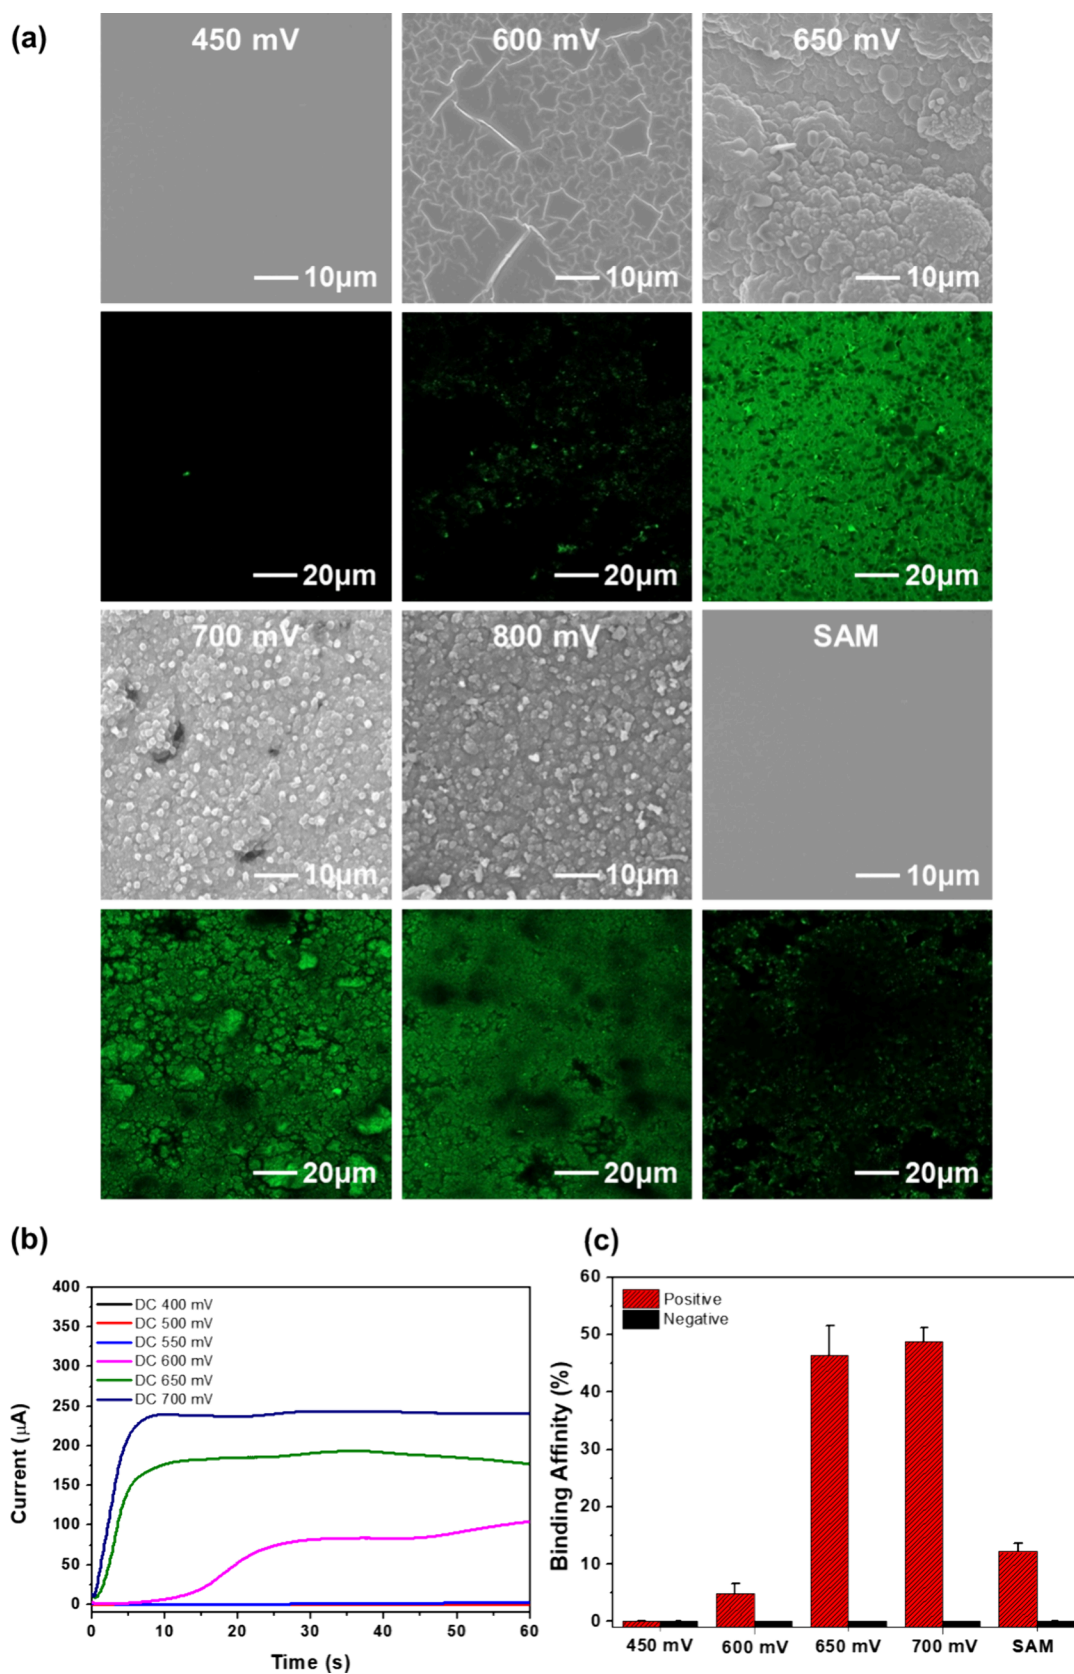 (a)
450 mV
600 mV
650 mV
10µm
10µm
10µm
20µm
20µm
20µm
700 mV
800 mV
SAM
10µm
10µm
10µm
20µm
20µm
20µm
(b)
400
350
300
250
200
150
100
50
0
Current (µA)
DC 400 mV
DC 500 mV
DC 550 mV
DC 600 mV
DC 650 mV
DC 700 mV
0 10 20 30 40 50 60
Time (s)
(c)
60
50
40
30
20
10
0
Binding Affinity (%)
Positive
Negative
450 mV 600 mV 650 mV 700 mV SAM